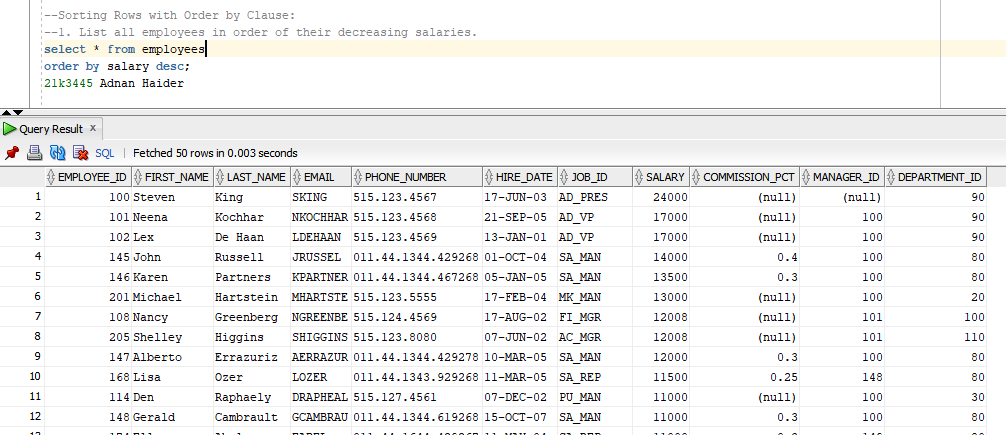 --Sorting Rows with Order by Clause:
--1. List all employees in order of their decreasing salaries.
select * from employees
order by salary desc;
21k3445 Adnan Haider
Query Result x
SQL | Fetched 50 rows in 0.003 seconds
EMPLOYEE_ID FIRST_NAME LAST_NAME EMAIL PHONE_NUMBER HIRE_DATE JOB_ID SALARY COMMISSION_PCT MANAGER_ID DEPARTMENT_ID
1 100 Steven King SKING 515.123.4567 17-JUN-03 AD_PRES 24000 (null) (null) 90
2 101 Neena Kochhar NKOCHHAR 515.123.4568 21-SEP-05 AD_VP 17000 (null) 100 90
3 102 Lex De Haan LDEHAAN 515.123.4569 13-JAN-01 AD_VP 17000 (null) 100 90
4 145 John Russell JRUSSEL 011.44.1344.429268 01-OCT-04 SA_MAN 14000 0.4 100 80
5 146 Karen Partners KPARTNER 011.44.1344.467268 05-JAN-05 SA_MAN 13500 0.3 100 80
6 201 Michael Hartstein MHARTSTE 515.123.5555 17-FEB-04 MK_MAN 13000 (null) 100 20
7 108 Nancy Greenberg NGREENBE 515.124.4569 17-AUG-02 FI_MGR 12008 (null) 101 100
8 205 Shelley Higgins SHIGGINS 515.123.8080 07-JUN-02 AC_MGR 12008 (null) 101 110
9 147 Alberto Errazuriz AERRAZUR 011.44.1344.429278 10-MAR-05 SA_MAN 12000 0.3 100 80
10 168 Lisa Ozer LOZER 011.44.1343.929268 11-MAR-05 SA_REP 11500 0.25 148 80
11 114 Den Raphaely DRAPHEAL 515.127.4561 07-DEC-02 PU_MAN 11000 (null) 100 30
12 148 Gerald Cambrault GCAMBRAU 011.44.1344.619268 15-OCT-07 SA_MAN 11000 0.3 100 80